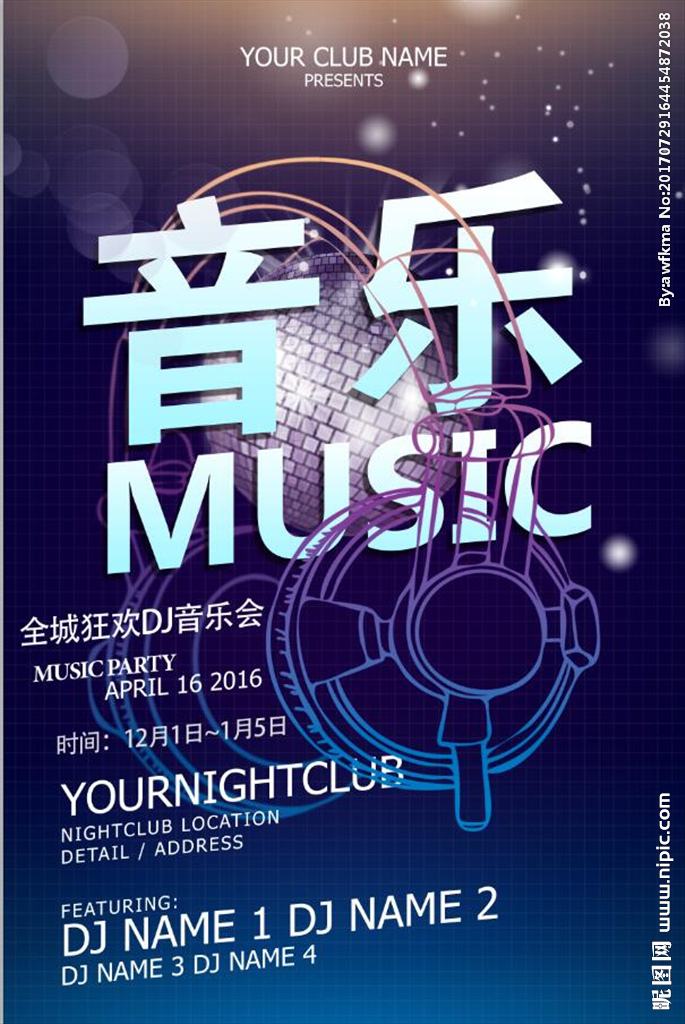 YOUR CLUB NAME
PRESENTS
音乐
MUSIC
全城狂欢DJ音乐会
MUSIC PARTY
APRIL 16 2016
时间：12月1日~1月5日
YOURNIGHTCLUB
NIGHTCLUB LOCATION
DETAIL / ADDRESS
FEATURING:
DJ NAME 1 DJ NAME 2
DJ NAME 3 DJ NAME 4
By:awfkma No:20170729164454872038
昵图网 www.nipic.com